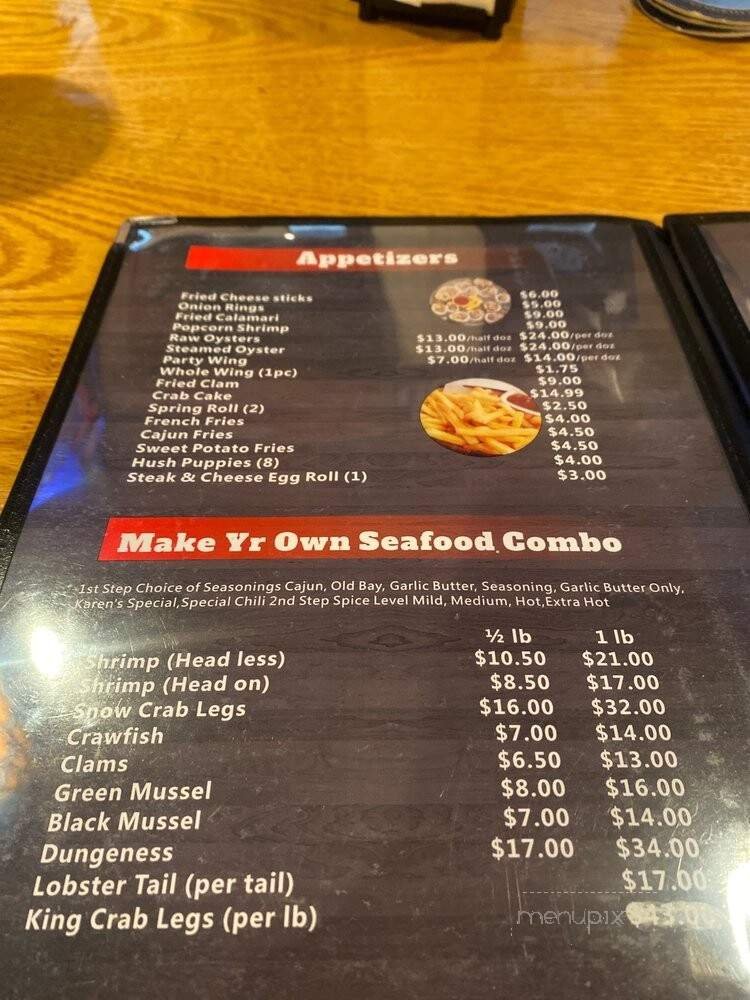 Appetizers
Fried Cheese sticks $6.00
Onion Rings $5.00
Fried Calamari $9.00
Popcorn Shrimp $9.00
Raw Oysters $13.00/half doz $24.00/per doz
Steamed Oyster $13.00/half doz $24.00/per doz
Party Wing $7.00/half doz $14.00/per doz
Whole Wing (1pc) $1.75
Fried Clam $9.00
Crab Cake $14.99
Spring Roll (2) $2.50
French Fries $4.00
Cajun Fries $4.50
Sweet Potato Fries $4.50
Hush Puppies (8) $4.00
Steak & Cheese Egg Roll (1) $3.00
Make Yr Own Seafood Combo
1st Step Choice of Seasonings Cajun, Old Bay, Garlic Butter, Seasoning, Garlic Butter Only,
Karen's Special,Special Chili 2nd Step Spice Level Mild, Medium, Hot,Extra Hot
½ lb 1 lb
Shrimp (Head less) $10.50 $21.00
Shrimp (Head on) $8.50 $17.00
Snow Crab Legs $16.00 $32.00
Crawfish $7.00 $14.00
Clams $6.50 $13.00
Green Mussel $8.00 $16.00
Black Mussel $7.00 $14.00
Dungeness $17.00 $34.00
Lobster Tail (per tail) $17.00
King Crab Legs (per lb) $43.00
menupix